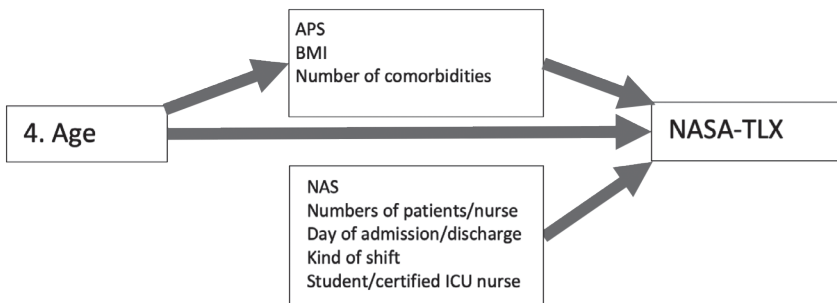 APS
BMI
Number of comorbidities
4. Age
NASA-TLX
NAS
Numbers of patients/nurse
Day of admission/discharge
Kind of shift
Student/certified ICU nurse